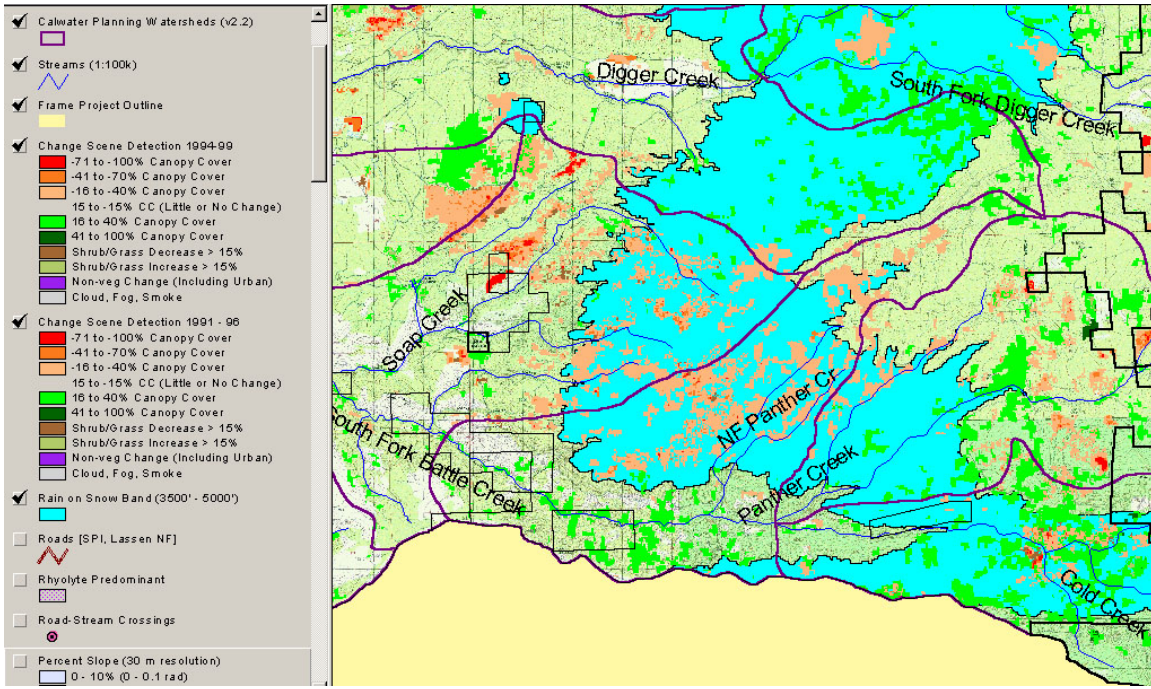 Calwater Planning Watersheds (v2.2)
Streams (1:100k)
Frame Project Outline
Change Scene Detection 1994-99
-71 to -100% Canopy Cover
-41 to -70% Canopy Cover
-16 to -40% Canopy Cover
15 to -15% CC (Little or No Change)
16 to 40% Canopy Cover
41 to 100% Canopy Cover
Shrub/Grass Decrease > 15%
Shrub/Grass Increase > 15%
Non-veg Change (Including Urban)
Cloud, Fog, Smoke
Change Scene Detection 1991 - 96
-71 to -100% Canopy Cover
-41 to -70% Canopy Cover
-16 to -40% Canopy Cover
15 to -15% CC (Little or No Change)
16 to 40% Canopy Cover
41 to 100% Canopy Cover
Shrub/Grass Decrease > 15%
Shrub/Grass Increase > 15%
Non-veg Change (Including Urban)
Cloud, Fog, Smoke
Rain on Snow Band (3500' - 5000')
Roads [SPI, Lassen NF]
Rhyolyte Predominant
Road-Stream Crossings
Percent Slope (30 m resolution)
0 - 10% (0 - 0.1 rad)
Digger Creek
South Fork Digger Creek
Soap Creek
NF Panther Cr
South Fork Battle Creek
Panther Creek
Cold Creek